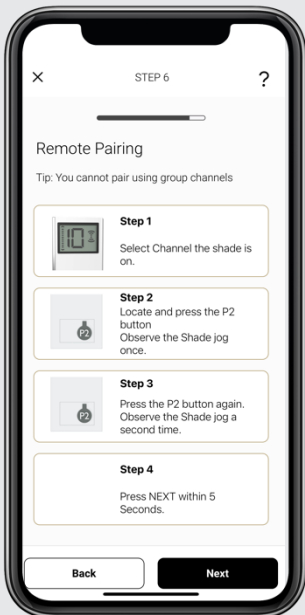 STEP 6
?
Remote Pairing
Tip: You cannot pair using group channels
10
Step 1
Select Channel the shade is
on.
Step 2
Locate and press the P2
button
Observe the Shade jog
once.
P2
Step 3
Press the P2 button again.
Observe the Shade jog a
second time.
P2
Step 4
Press NEXT within 5
Seconds.
Back
Next